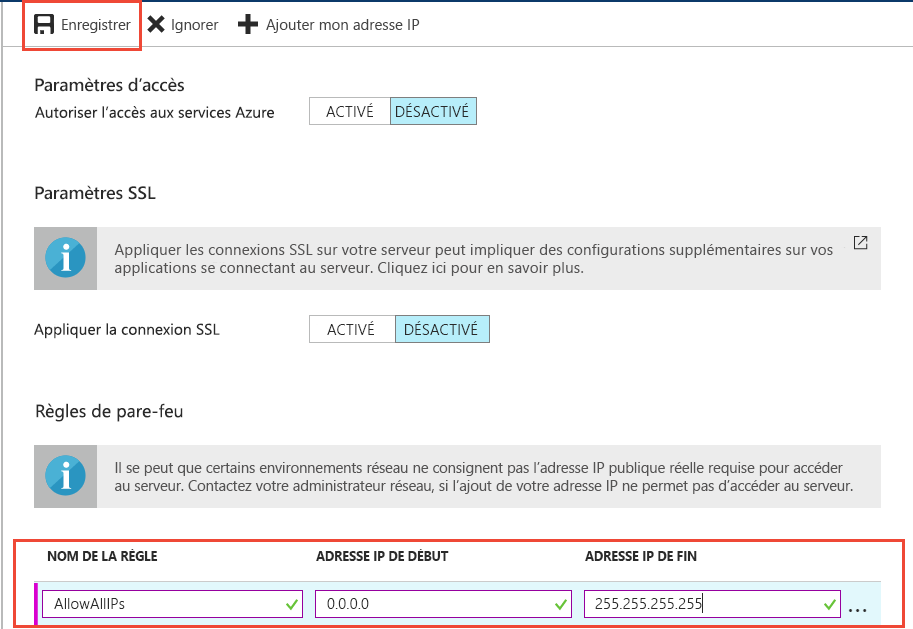 Enregistrer Ignorer Ajouter mon adresse IP
Paramètres d'accès
Autoriser l'accès aux services Azure ACTIVÉ DÉSACTIVÉ
Paramètres SSL
Appliquer les connexions SSL sur votre serveur peut impliquer des configurations supplémentaires sur vos
applications se connectant au serveur. Cliquez ici pour en savoir plus.
Appliquer la connexion SSL ACTIVÉ DÉSACTIVÉ
Règles de pare-feu
Il se peut que certains environnements réseau ne consignent pas l'adresse IP publique réelle requise pour accéder
au serveur. Contactez votre administrateur réseau, si l'ajout de votre adresse IP ne permet pas d'accéder au serveur.
NOM DE LA RÈGLE ADRESSE IP DE DÉBUT ADRESSE IP DE FIN
AllowAllIPs 0.0.0.0 255.255.255.255 ...